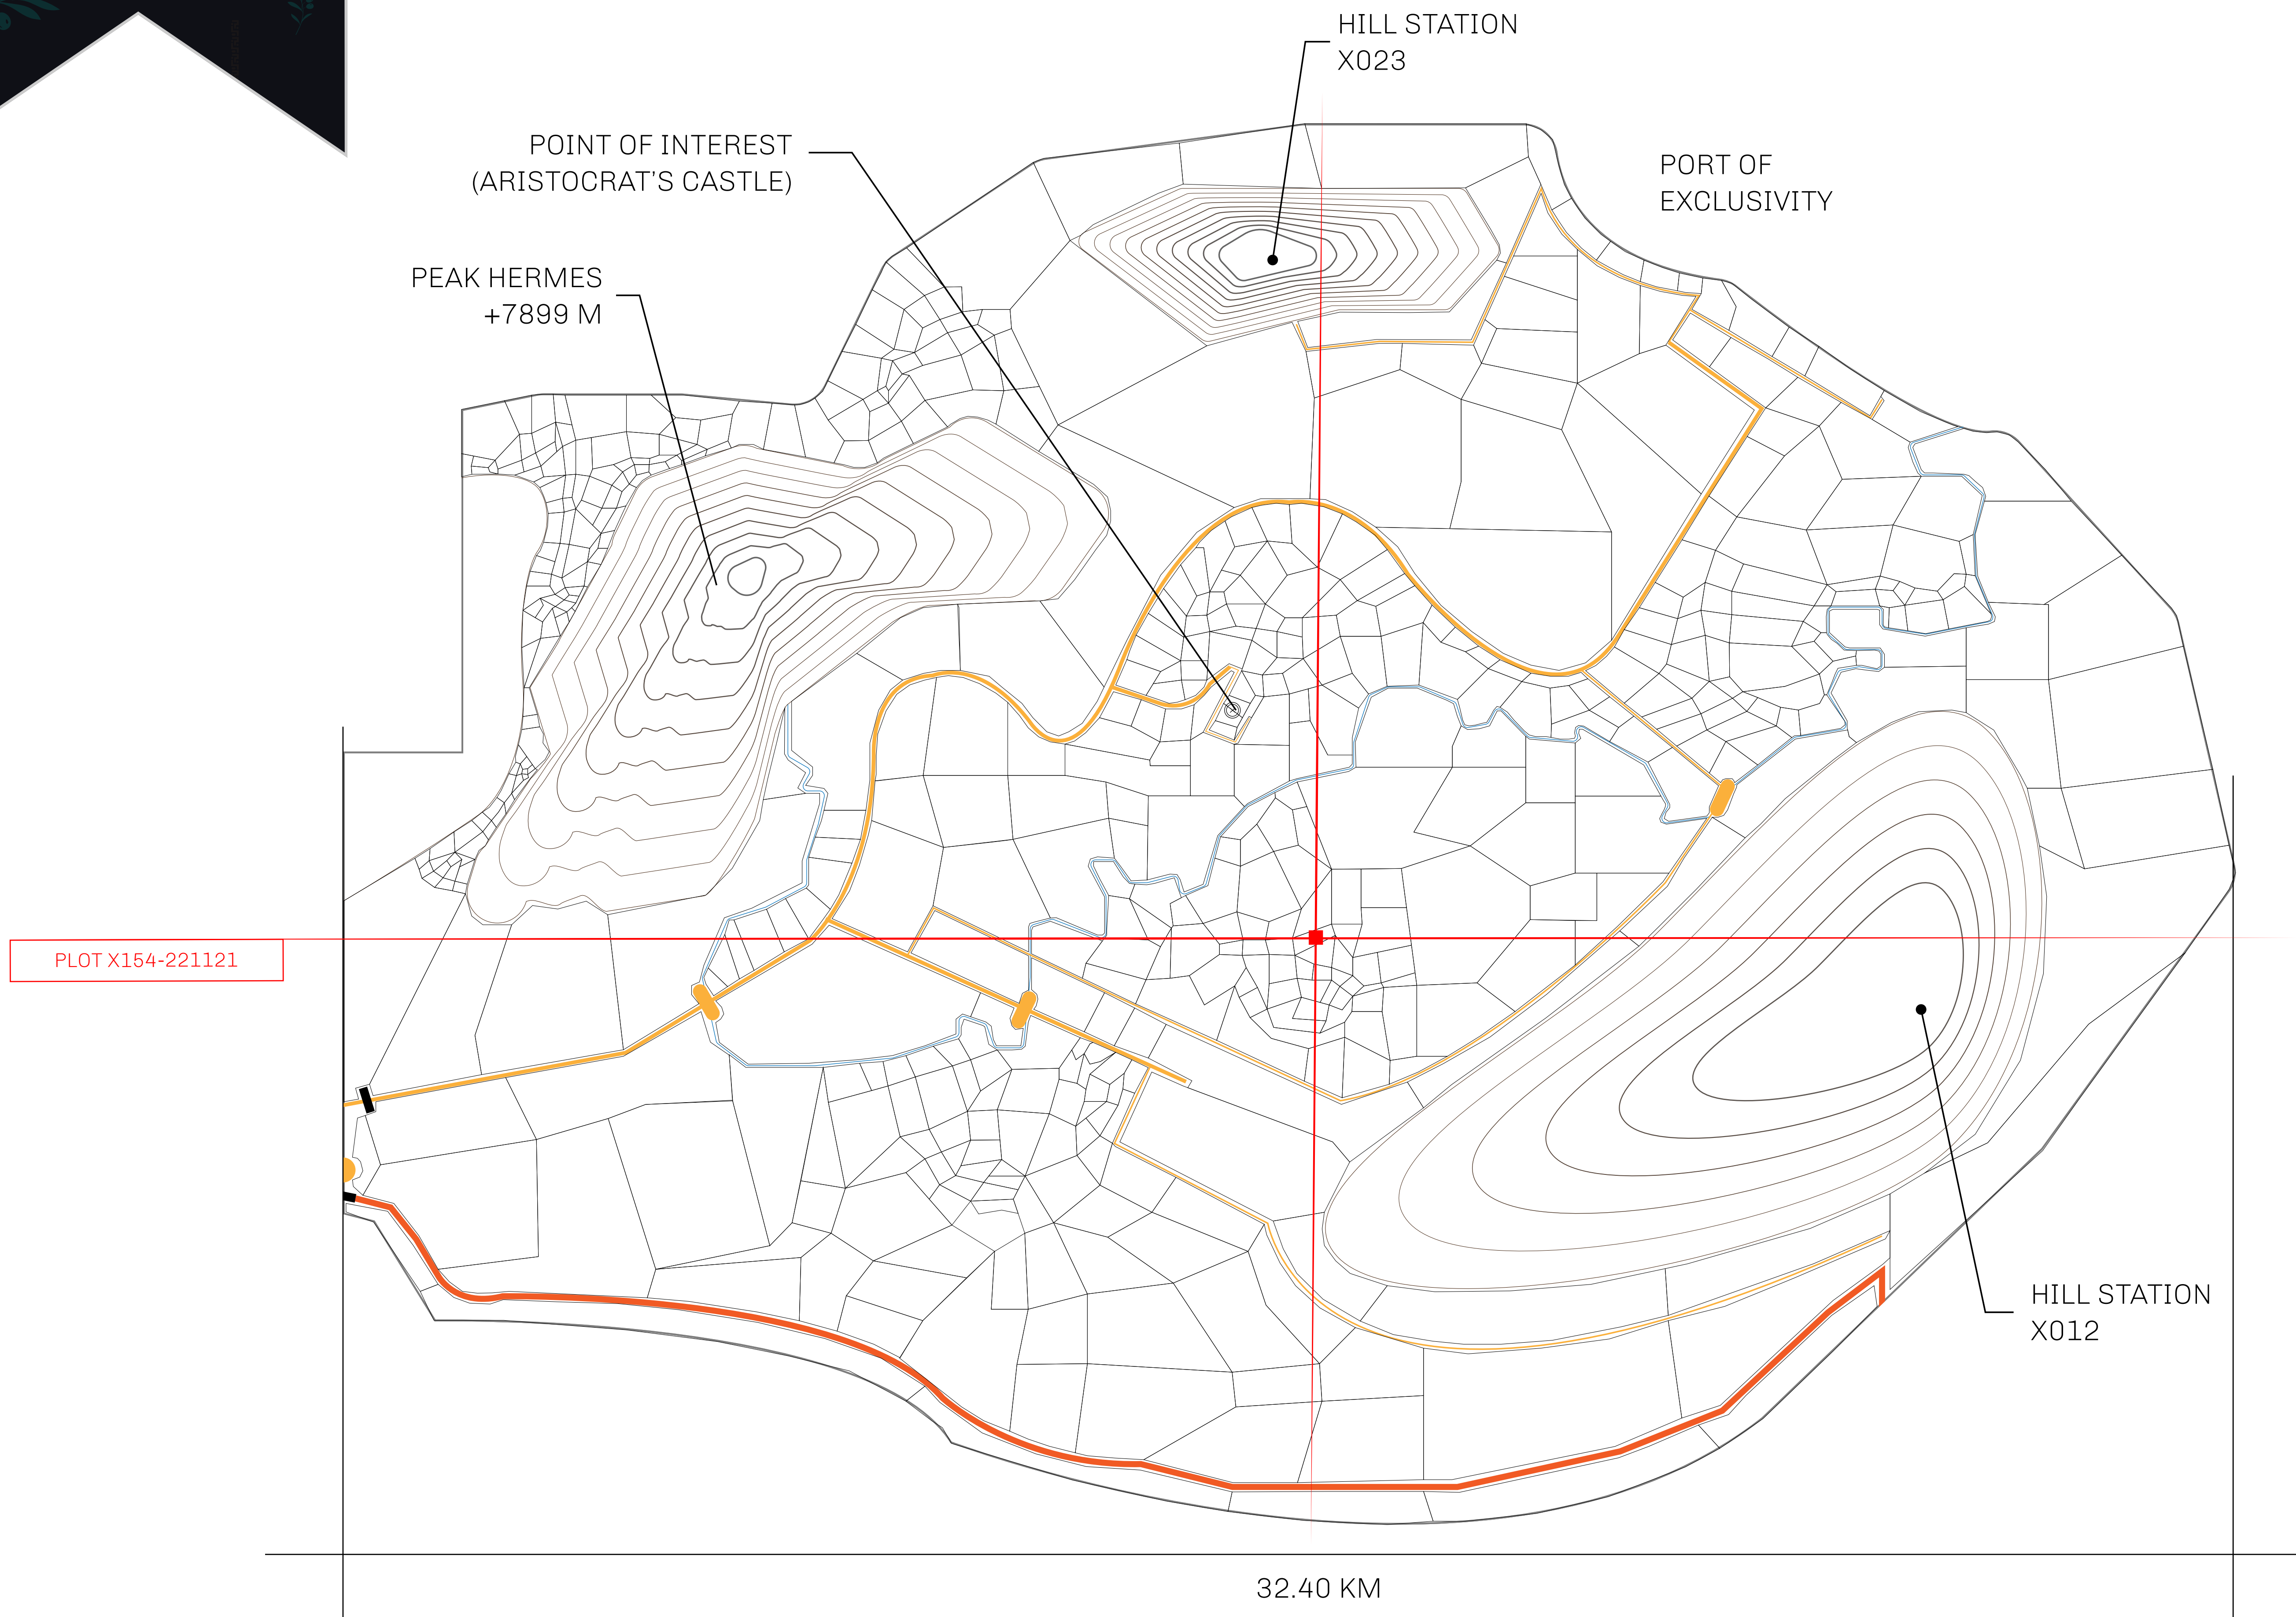 HILL STATION
X023
POINT OF INTEREST
(ARISTOCRAT'S CASTLE)
PORT OF
EXCLUSIVITY
PEAK HERMES
+7899 M
PLOT X154-221121
HILL STATION
X012
32.40 KM